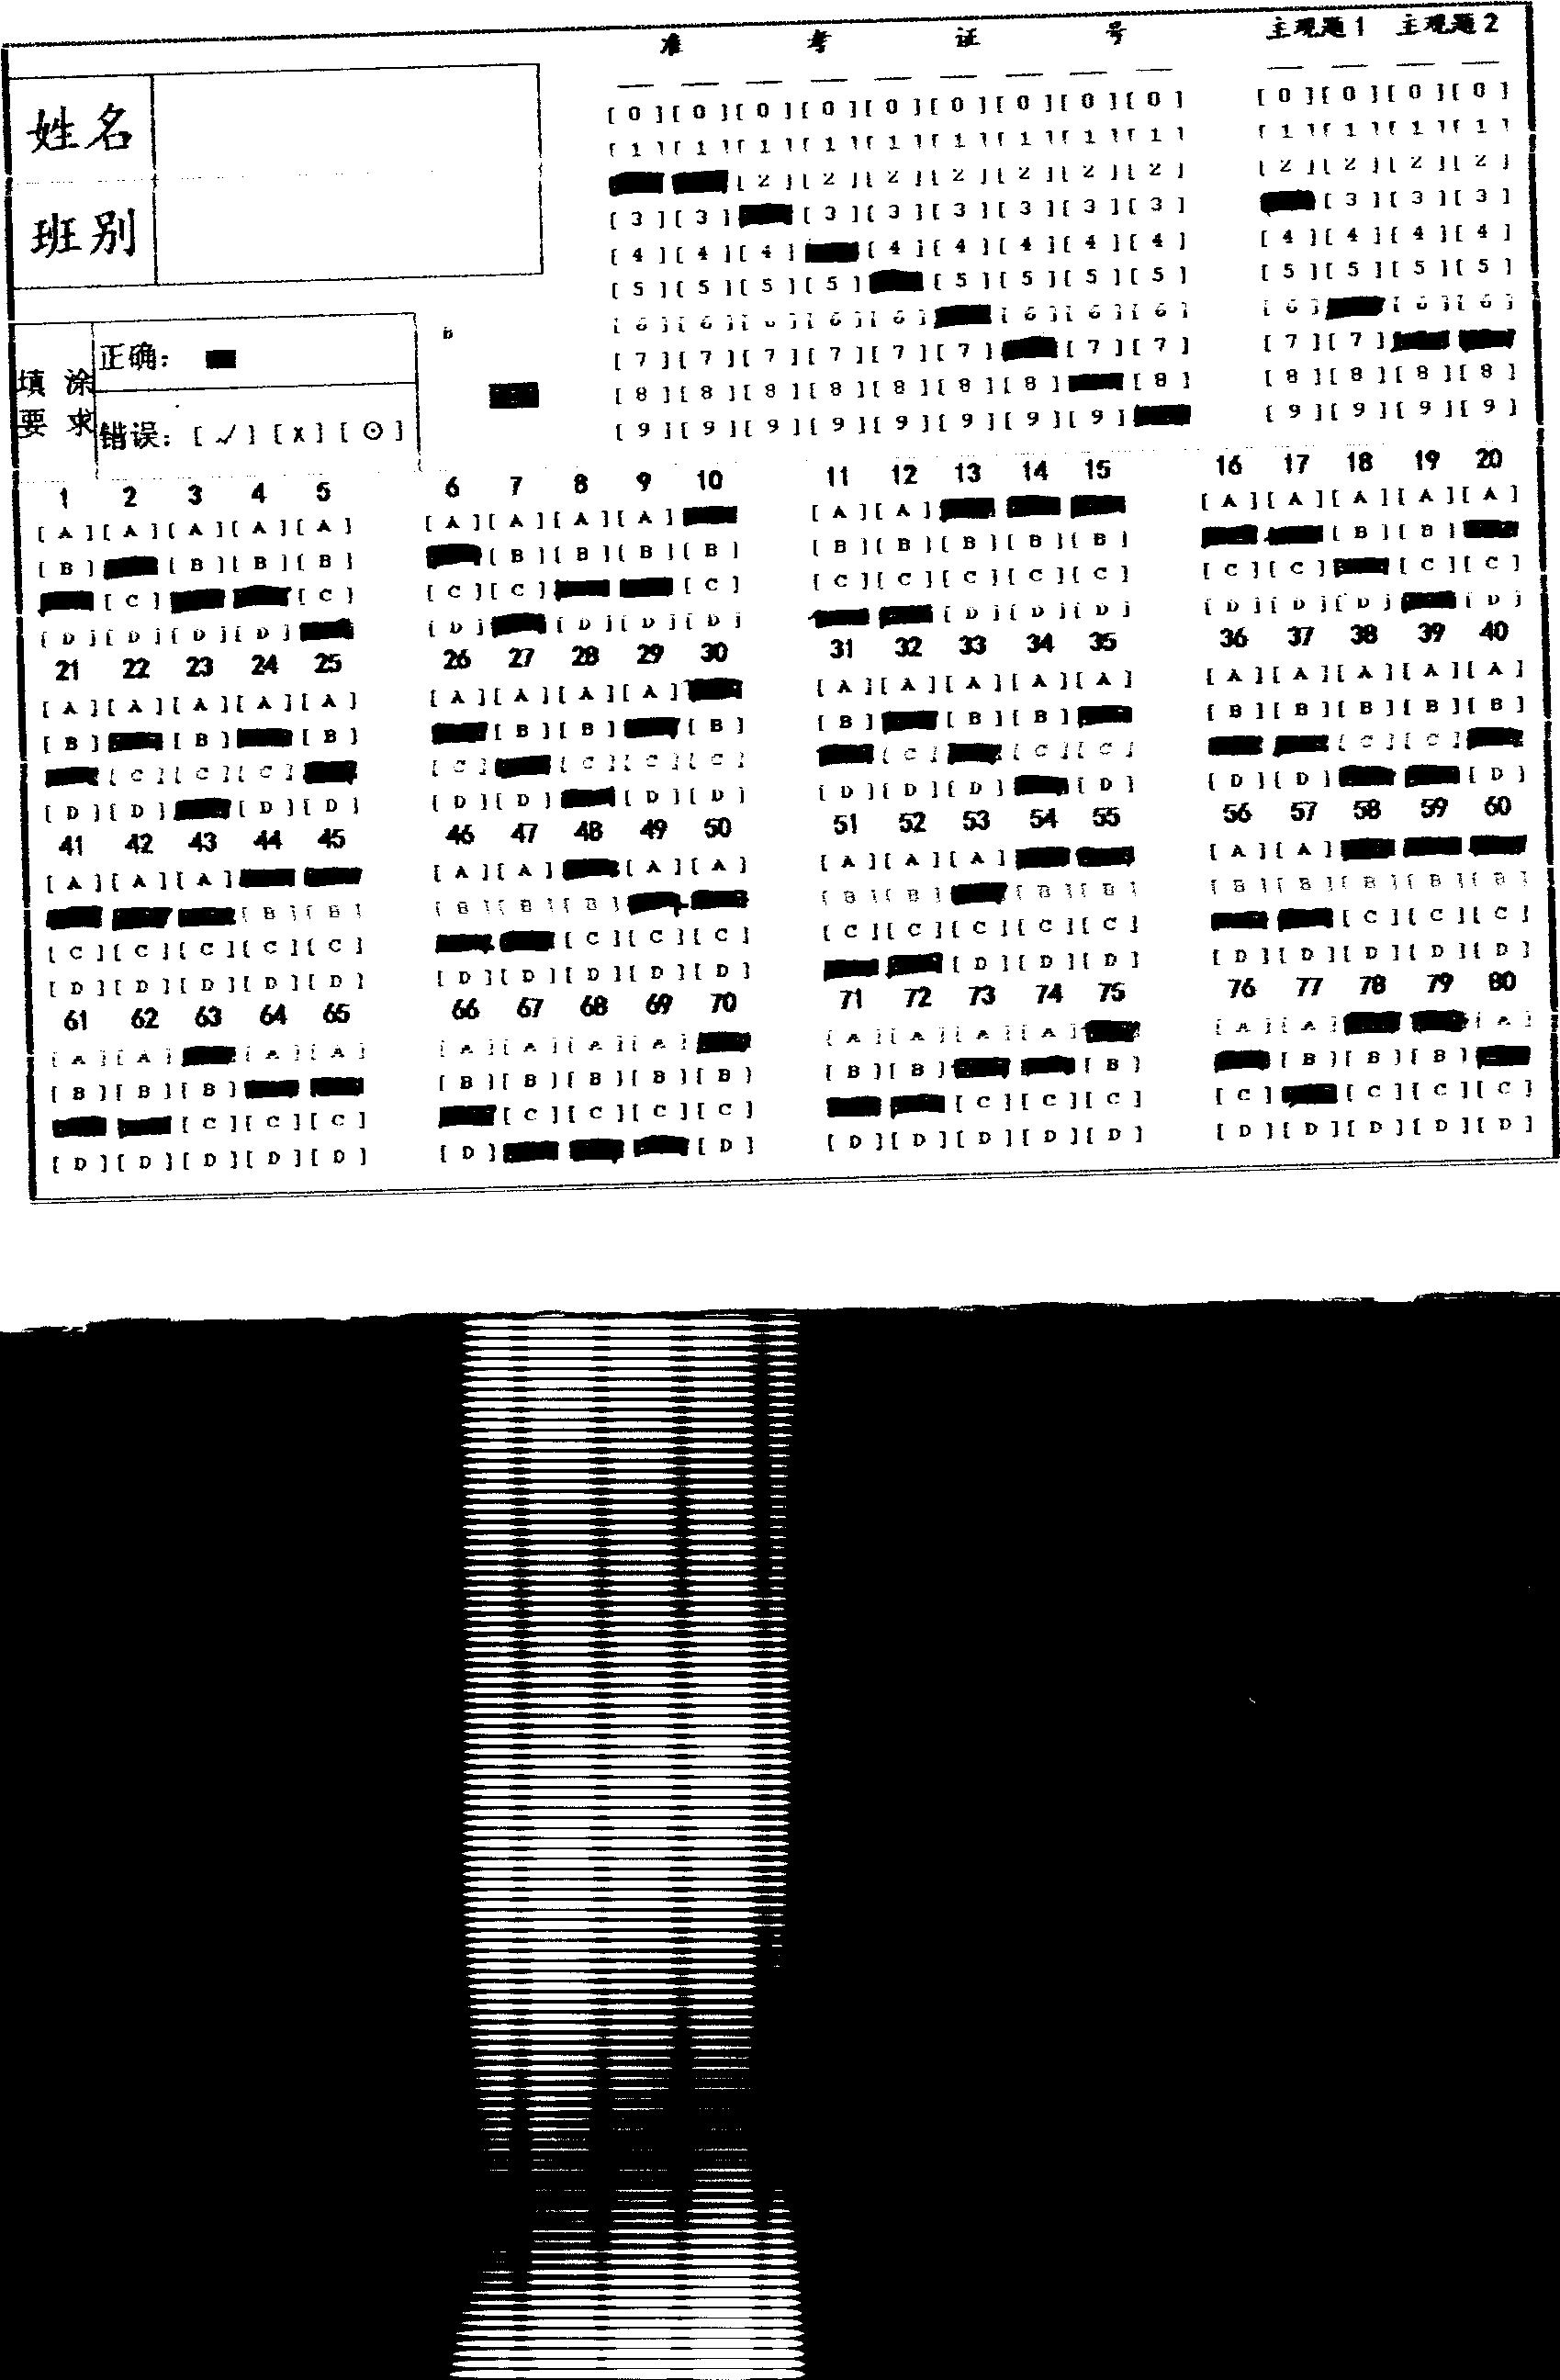 准 考 证 号 主观题1 主观题2
姓名
班别
[0][0][0][0][0][0][0][0][0] [0][0][0][0]
[1][1][1][1][1][1][1][1][1] [1][1][1][1]
[2][2][2][2][2][2][2] [2][2][2][2]
[3][3] [3][3][3][3][3][3] [3][3][3]
[4][4][4] [4][4][4][4][4] [4][4][4][4]
[5][5][5][5] [5][5][5][5] [5][5][5][5]
[6][6][6][6][6] [6][6][6] [6] [6][6]
[7][7][7][7][7][7] [7][7] [7][7]
[8][8][8][8][8][8][8] [8] [8][8][8][8]
[9][9][9][9][9][9][9][9] [9][9][9][9]
填涂
要求
正确:
错误: [√] [x] [⊙]
1 2 3 4 5 6 7 8 9 10 11 12 13 14 15 16 17 18 19 20
[A][A][A][A][A] [A][A][A][A] [A][A] [A][A][A][A][A]
[B] [B][B][B] [B][B][B][B] [B][B][B][B][B] [B][B]
[C] [C] [C][C] [C] [C][C][C][C][C] [C][C] [C][C]
[D][D][D][D] [D] [D][D][D] [D][D][D] [D][D][D] [D]
21 22 23 24 25 26 27 28 29 30 31 32 33 34 35 36 37 38 39 40
[A][A][A][A][A] [A][A][A][A] [A][A][A][A][A] [A][A][A][A][A]
[B] [B] [B] [B][B] [B] [B] [B][B] [B][B][B][B][B]
[C][C][C] [C] [C][C][C] [C] [C][C] [C][C]
[D][D] [D][D] [D][D] [D][D] [D][D][D] [D] [D][D] [D]
41 42 43 44 45 46 47 48 49 50 51 52 53 54 55 56 57 58 59 60
[A][A][A] [A][A] [A][A] [A][A][A] [A][A]
[B][B] [B][B][B] [B][B] [B][B] [B][B][B][B][B]
[C][C][C][C][C] [C][C][C] [C][C][C][C][C] [C][C][C]
[D][D][D][D][D] [D][D][D][D][D] [D][D][D] [D][D][D][D][D]
61 62 63 64 65 66 67 68 69 70 71 72 73 74 75 76 77 78 79 80
[A][A] [A][A] [A][A][A][A] [A][A][A][A] [A][A] [A]
[B][B][B] [B][B][B][B][B] [B][B] [B] [B][B][B]
[C][C][C] [C][C][C][C] [C][C][C] [C] [C][C][C]
[D][D][D][D][D] [D] [D] [D][D][D][D][D] [D][D][D][D][D]